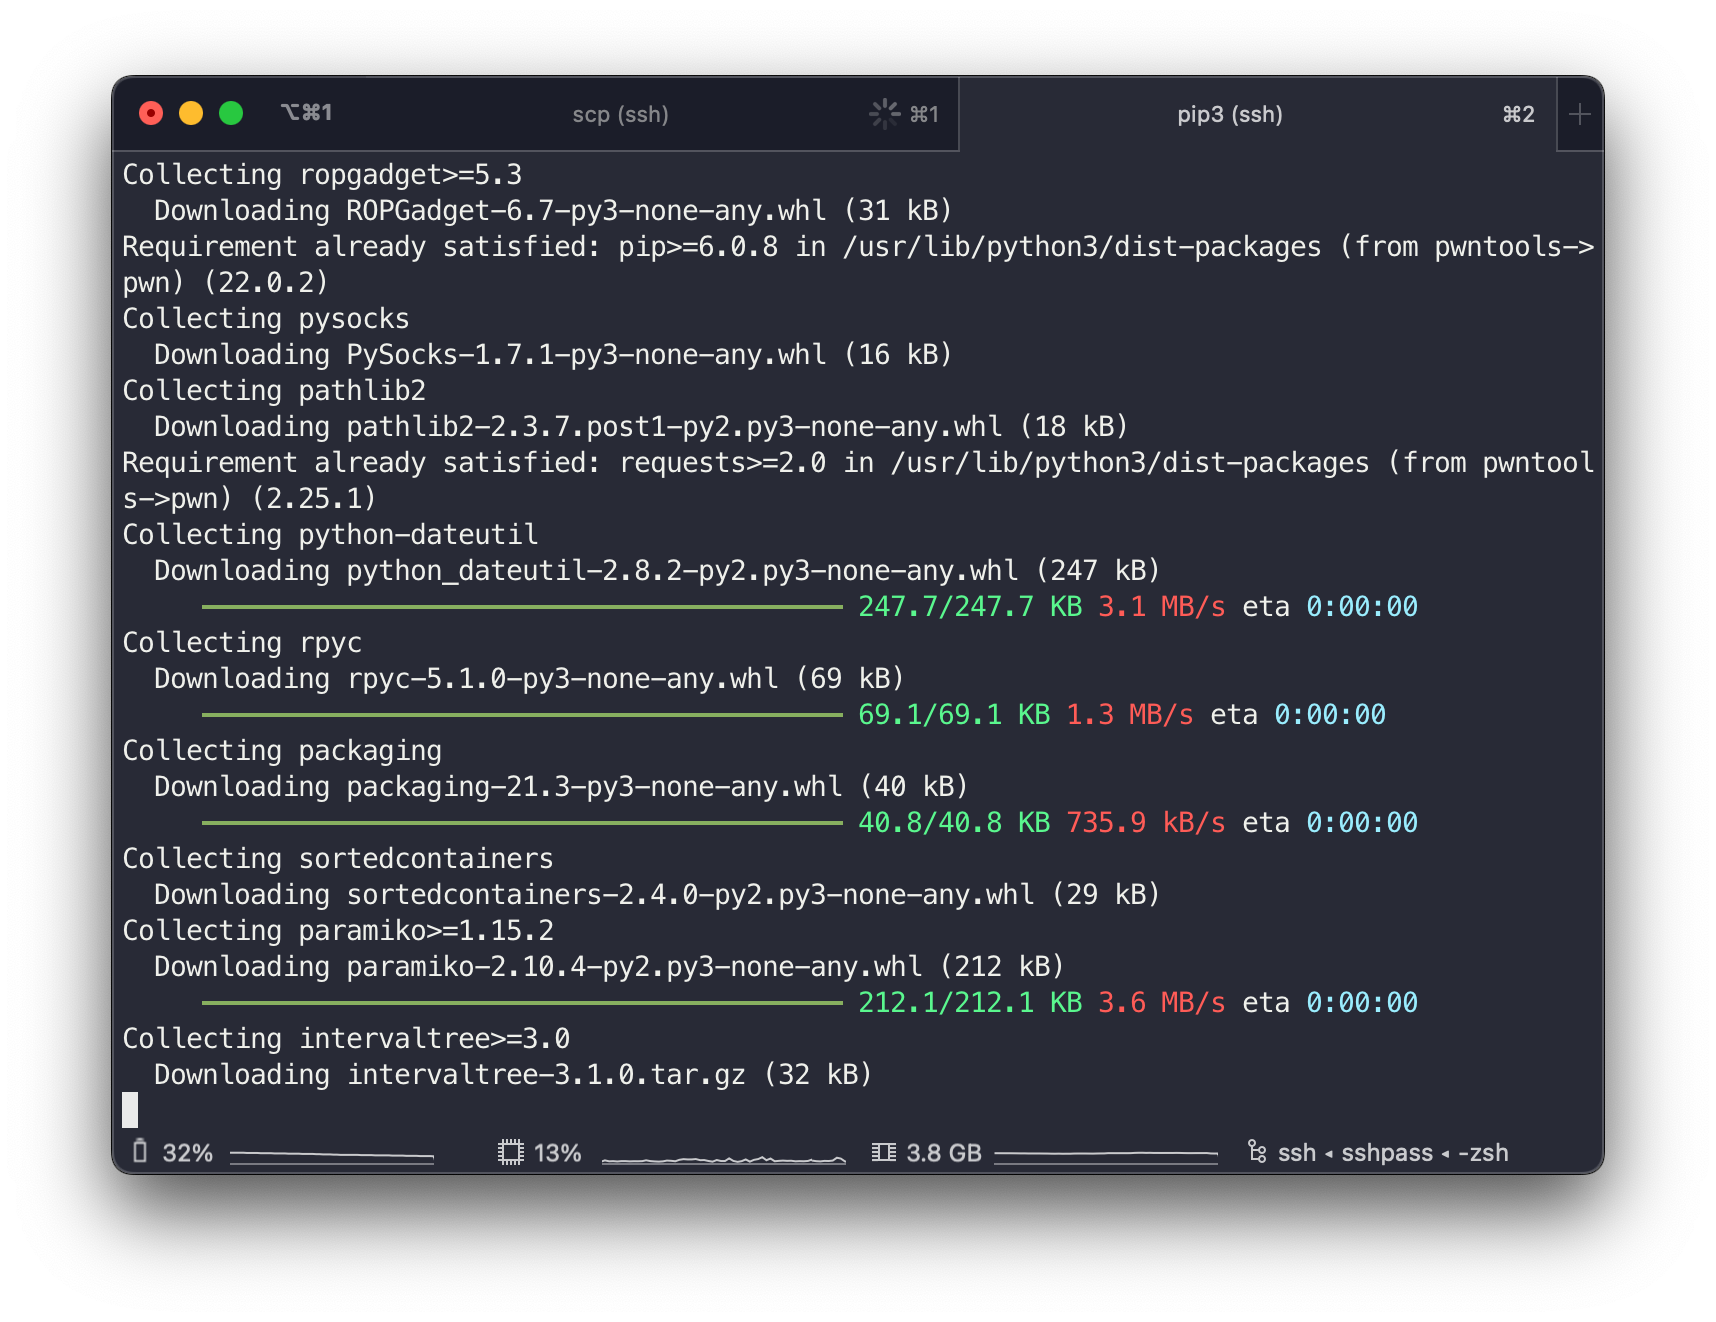 ⌥⌘1 scp (ssh) ⌘1 pip3 (ssh) ⌘2 +
Collecting ropgadget>=5.3
  Downloading ROPGadget-6.7-py3-none-any.whl (31 kB)
Requirement already satisfied: pip>=6.0.8 in /usr/lib/python3/dist-packages (from pwntools->
pwn) (22.0.2)
Collecting pysocks
  Downloading PySocks-1.7.1-py3-none-any.whl (16 kB)
Collecting pathlib2
  Downloading pathlib2-2.3.7.post1-py2.py3-none-any.whl (18 kB)
Requirement already satisfied: requests>=2.0 in /usr/lib/python3/dist-packages (from pwntool
s->pwn) (2.25.1)
Collecting python-dateutil
  Downloading python_dateutil-2.8.2-py2.py3-none-any.whl (247 kB)
247.7/247.7 KB 3.1 MB/s eta 0:00:00
Collecting rpyc
  Downloading rpyc-5.1.0-py3-none-any.whl (69 kB)
69.1/69.1 KB 1.3 MB/s eta 0:00:00
Collecting packaging
  Downloading packaging-21.3-py3-none-any.whl (40 kB)
40.8/40.8 KB 735.9 kB/s eta 0:00:00
Collecting sortedcontainers
  Downloading sortedcontainers-2.4.0-py2.py3-none-any.whl (29 kB)
Collecting paramiko>=1.15.2
  Downloading paramiko-2.10.4-py2.py3-none-any.whl (212 kB)
212.1/212.1 KB 3.6 MB/s eta 0:00:00
Collecting intervaltree>=3.0
  Downloading intervaltree-3.1.0.tar.gz (32 kB)
32% 13% 3.8 GB ssh ◂ sshpass ◂ -zsh